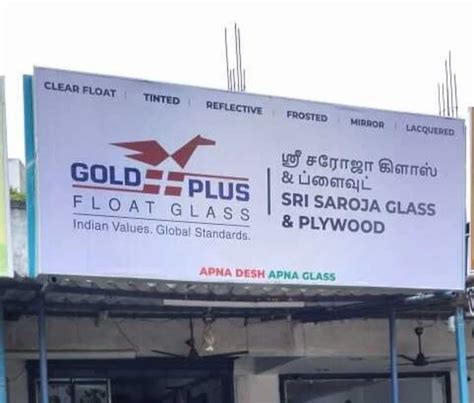 CLEAR FLOAT | TINTED | REFLECTIVE | FROSTED | MIRROR | LACQUERED
GOLD PLUS
FLOAT GLASS
Indian Values. Global Standards.
ஸ்ரீ சரோஜா கிளாஸ்
& ப்ளைவுட்
SRI SAROJA GLASS
& PLYWOOD
APNA DESH APNA GLASS